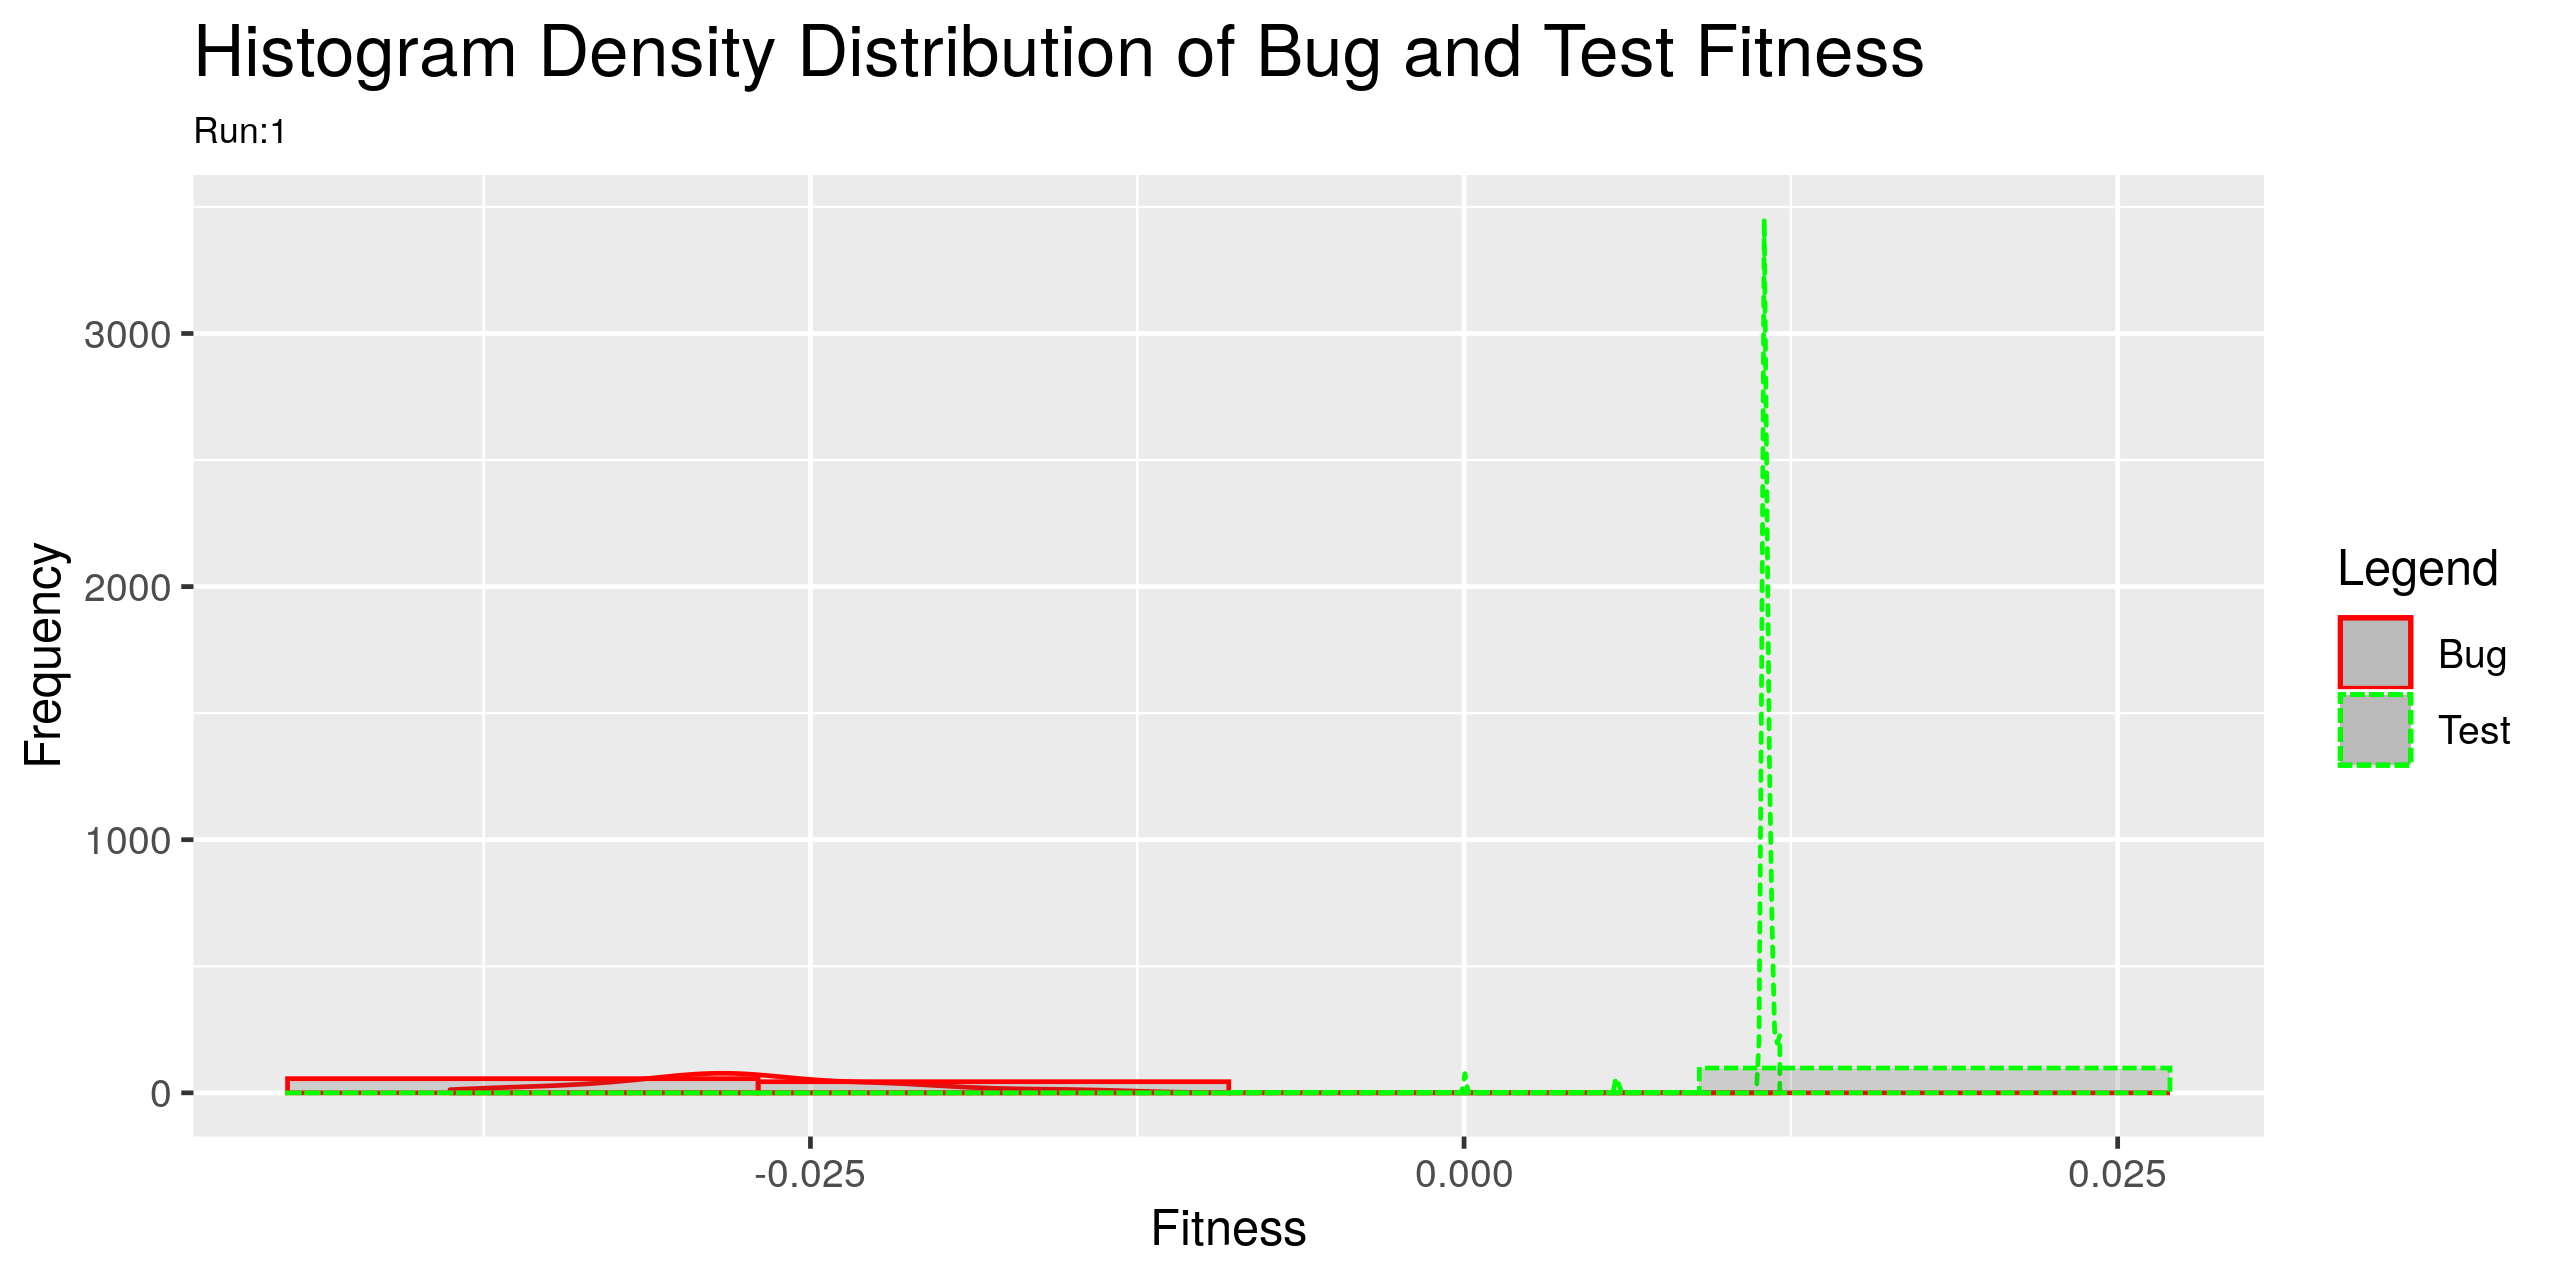 Histogram Density Distribution of Bug and Test Fitness
Run:1
Frequency
3000
2000
1000
0
-0.025
0.000
0.025
Fitness
Legend
Bug
Test